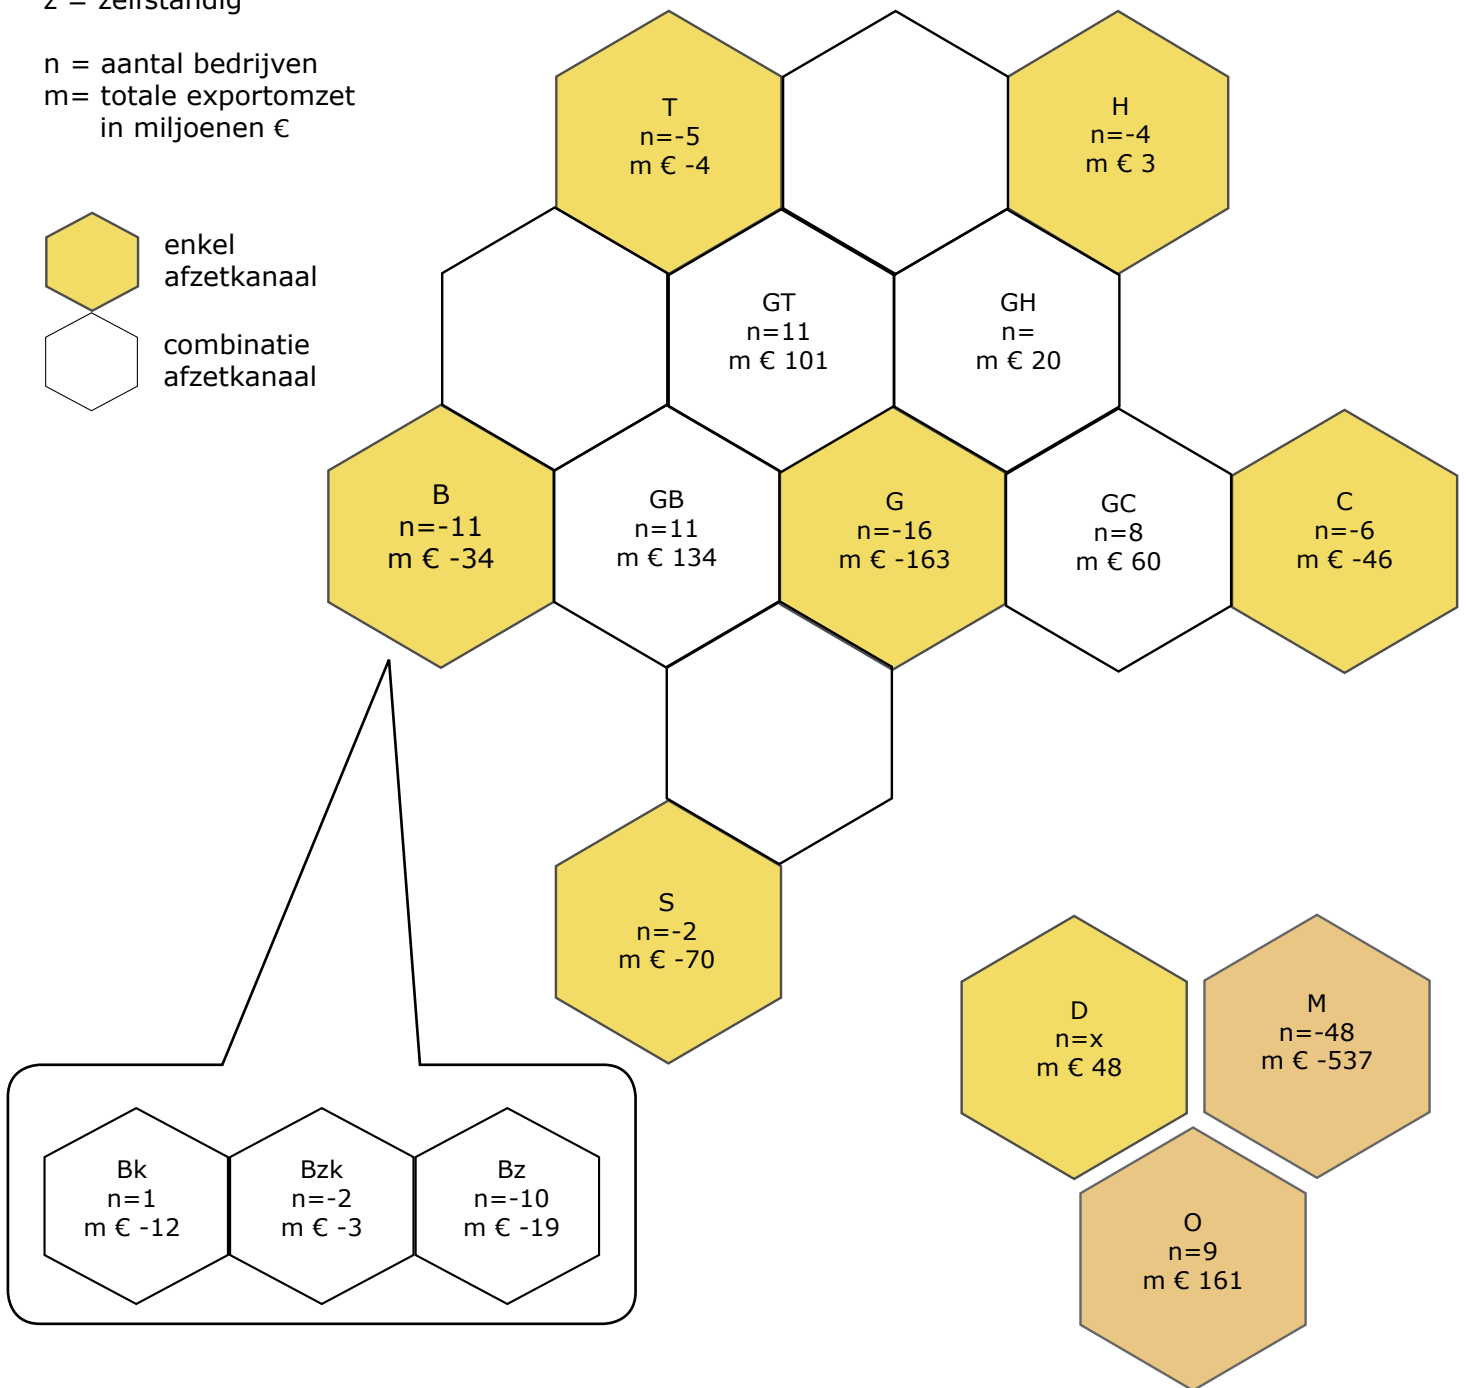 z = zelfstandig
n = aantal bedrijven
m= totale exportomzet
in miljoenen €
enkel
afzetkanaal
combinatie
afzetkanaal
T
n=-5
m € -4
H
n=-4
m € 3
GT
n=11
m € 101
GH
n=
m € 20
B
n=-11
m € -34
GB
n=11
m € 134
G
n=-16
m € -163
GC
n=8
m € 60
C
n=-6
m € -46
S
n=-2
m € -70
D
n=x
m € 48
M
n=-48
m € -537
O
n=9
m € 161
Bk
n=1
m € -12
Bzk
n=-2
m € -3
Bz
n=-10
m € -19